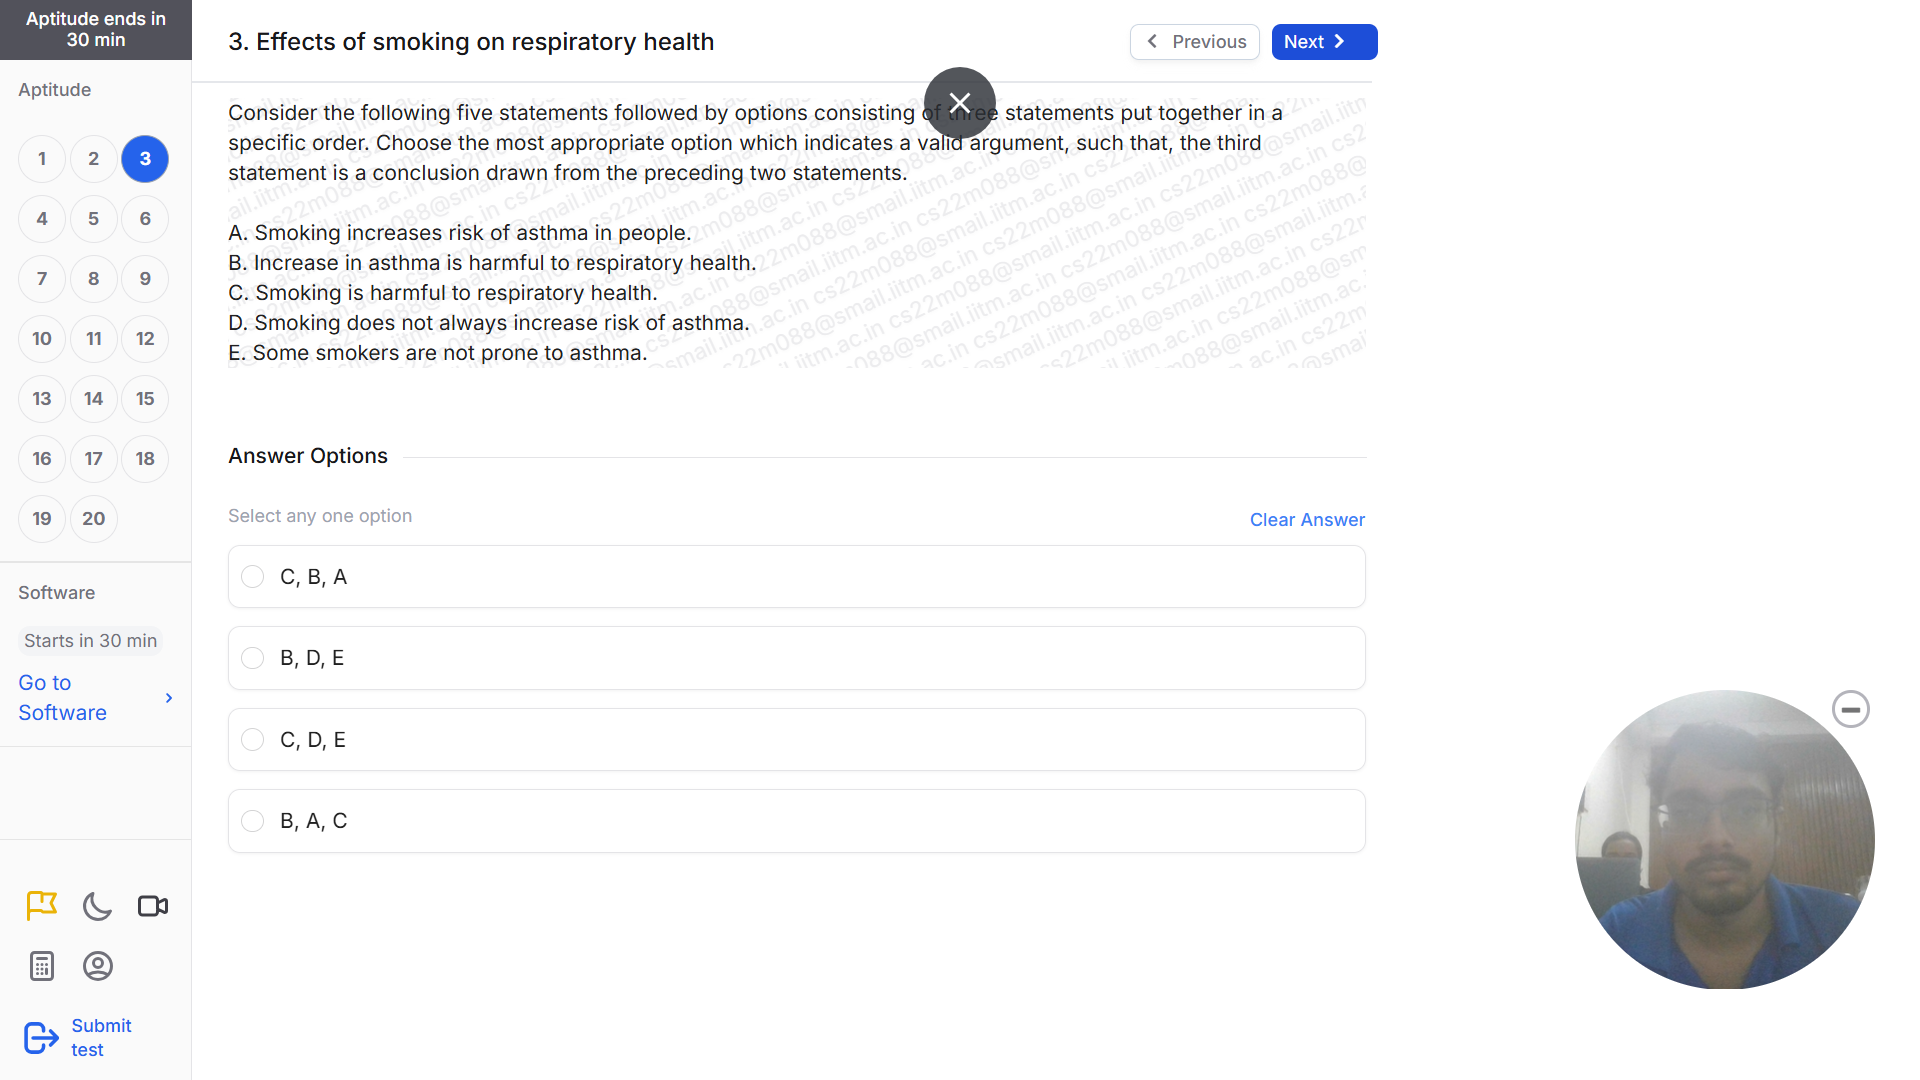 Aptitude ends in
30 min
Aptitude
1 2 3
4 5 6
7 8 9
10 11 12
13 14 15
16 17 18
19 20
Software
Starts in 30 min
Go to
Software
Submit
test
3. Effects of smoking on respiratory health
Previous
Next
Consider the following five statements followed by options consisting of three statements put together in a
specific order. Choose the most appropriate option which indicates a valid argument, such that, the third
statement is a conclusion drawn from the preceding two statements.
A. Smoking increases risk of asthma in people.
B. Increase in asthma is harmful to respiratory health.
C. Smoking is harmful to respiratory health.
D. Smoking does not always increase risk of asthma.
E. Some smokers are not prone to asthma.
cs22m088@smail.iitm.ac.in
Answer Options
Select any one option
Clear Answer
C, B, A
B, D, E
C, D, E
B, A, C